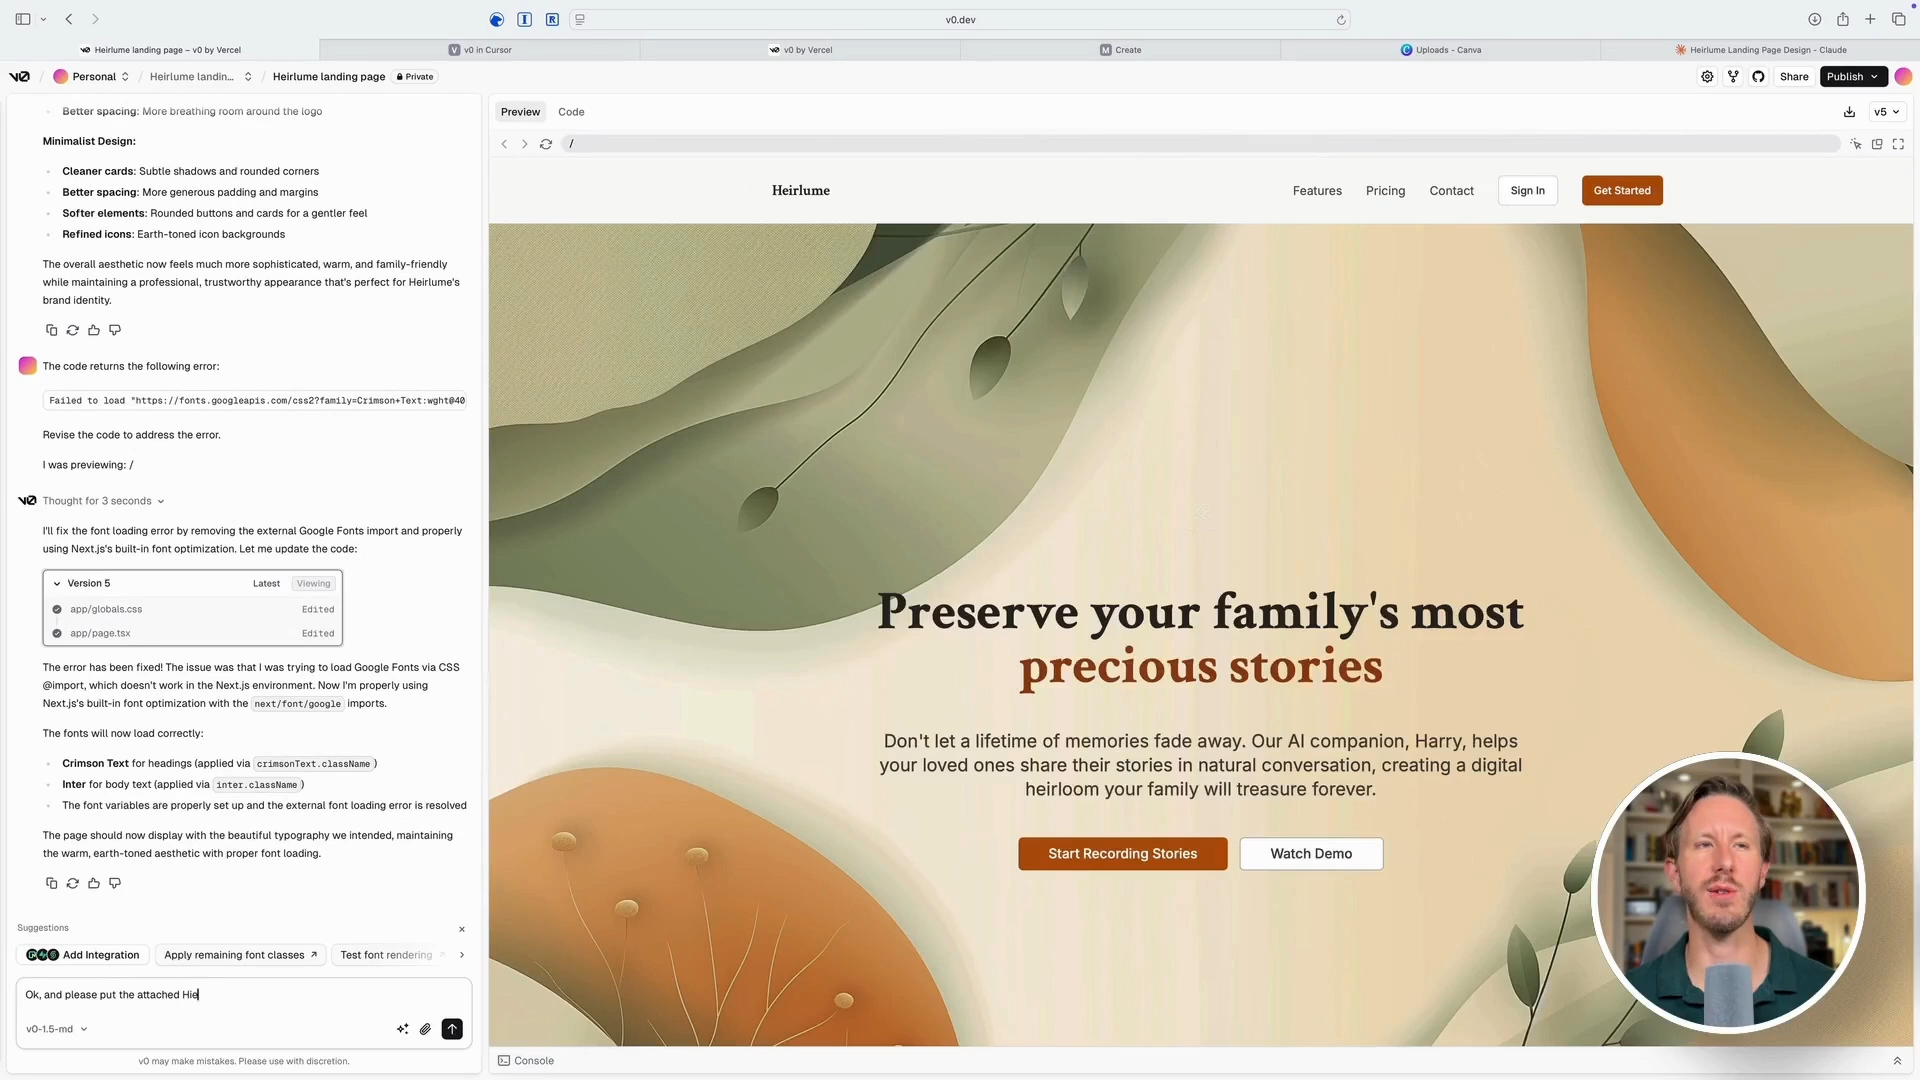 v0.dev
Heirlume landing page – v0 by Vercel
v0 in Cursor
v0 by Vercel
Create
Uploads - Canva
Heirlume Landing Page Design - Claude
Personal
Heirlume landin...
Heirlume landing page
Private
Share
Publish
Better spacing: More breathing room around the logo
Minimalist Design:
Cleaner cards: Subtle shadows and rounded corners
Better spacing: More generous padding and margins
Softer elements: Rounded buttons and cards for a gentler feel
Refined icons: Earth-toned icon backgrounds
The overall aesthetic now feels much more sophisticated, warm, and family-friendly
while maintaining a professional, trustworthy appearance that's perfect for Heirlume's
brand identity.
The code returns the following error:
Failed to load "https://fonts.googleapis.com/css2?family=Crimson+Text:wght@40
Revise the code to address the error.
I was previewing: /
Thought for 3 seconds
I'll fix the font loading error by removing the external Google Fonts import and properly
using Next.js's built-in font optimization. Let me update the code:
Version 5
Latest
Viewing
app/globals.css
Edited
app/page.tsx
Edited
The error has been fixed! The issue was that I was trying to load Google Fonts via CSS
@import, which doesn't work in the Next.js environment. Now I'm properly using
Next.js's built-in font optimization with the next/font/google imports.
The fonts will now load correctly:
Crimson Text for headings (applied via crimsonText.className)
Inter for body text (applied via inter.className)
The font variables are properly set up and the external font loading error is resolved
The page should now display with the beautiful typography we intended, maintaining
the warm, earth-toned aesthetic with proper font loading.
Suggestions
Add Integration
Apply remaining font classes
Test font rendering
Ok, and please put the attached Hie
v0-1.5-md
v0 may make mistakes. Please use with discretion.
Preview
Code
v5
/
Heirlume
Features
Pricing
Contact
Sign In
Get Started
Preserve your family's most
precious stories
Don't let a lifetime of memories fade away. Our AI companion, Harry, helps
your loved ones share their stories in natural conversation, creating a digital
heirloom your family will treasure forever.
Start Recording Stories
Watch Demo
Console